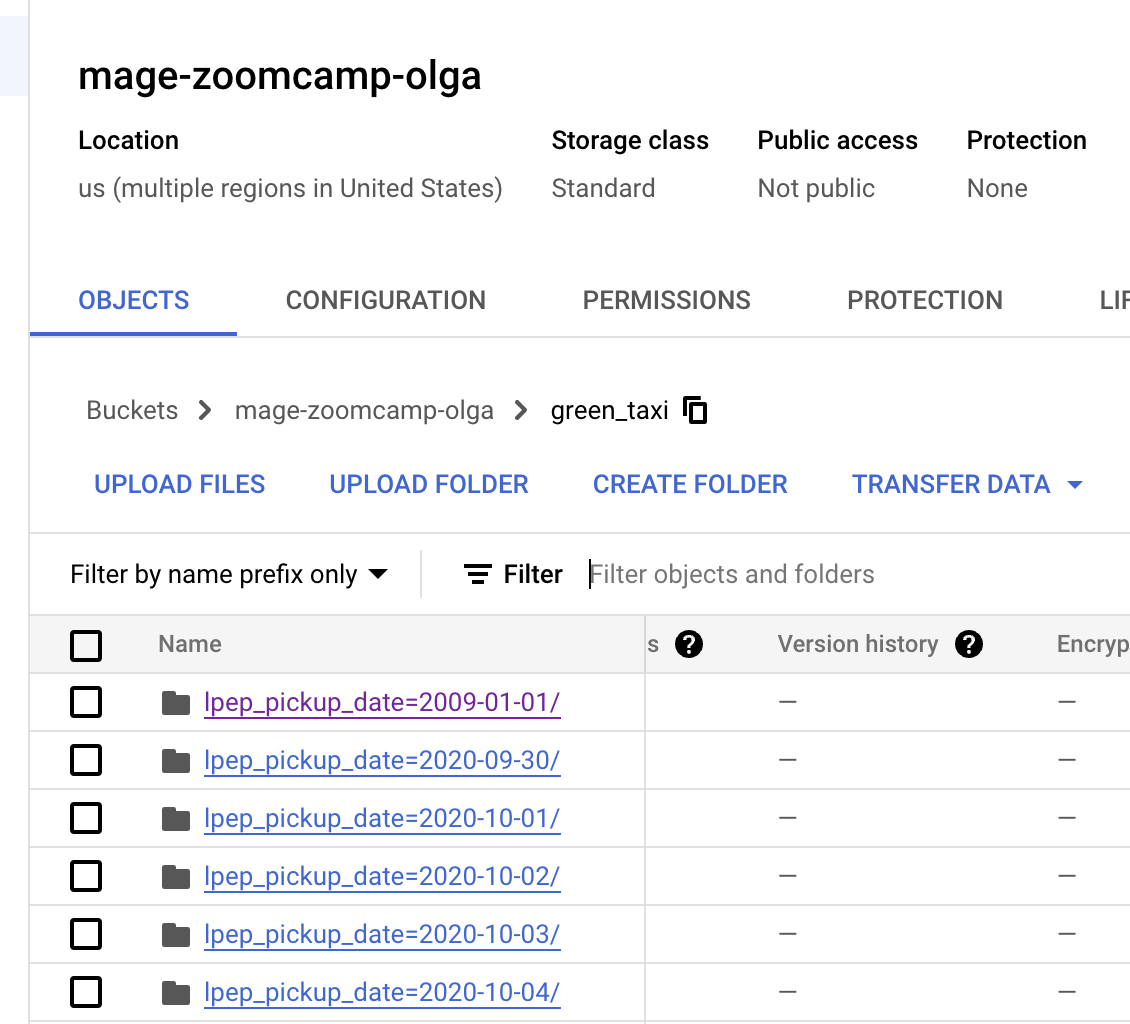 mage-zoomcamp-olga
Location Storage class Public access Protection
us (multiple regions in United States) Standard Not public None
OBJECTS CONFIGURATION PERMISSIONS PROTECTION LIF
Buckets mage-zoomcamp-olga green_taxi
UPLOAD FILES UPLOAD FOLDER CREATE FOLDER TRANSFER DATA
Filter by name prefix only Filter Filter objects and folders
Name s ? Version history ? Encryp
lpep_pickup_date=2009-01-01/ — —
lpep_pickup_date=2020-09-30/ — —
lpep_pickup_date=2020-10-01/ — —
lpep_pickup_date=2020-10-02/ — —
lpep_pickup_date=2020-10-03/ — —
lpep_pickup_date=2020-10-04/ — —